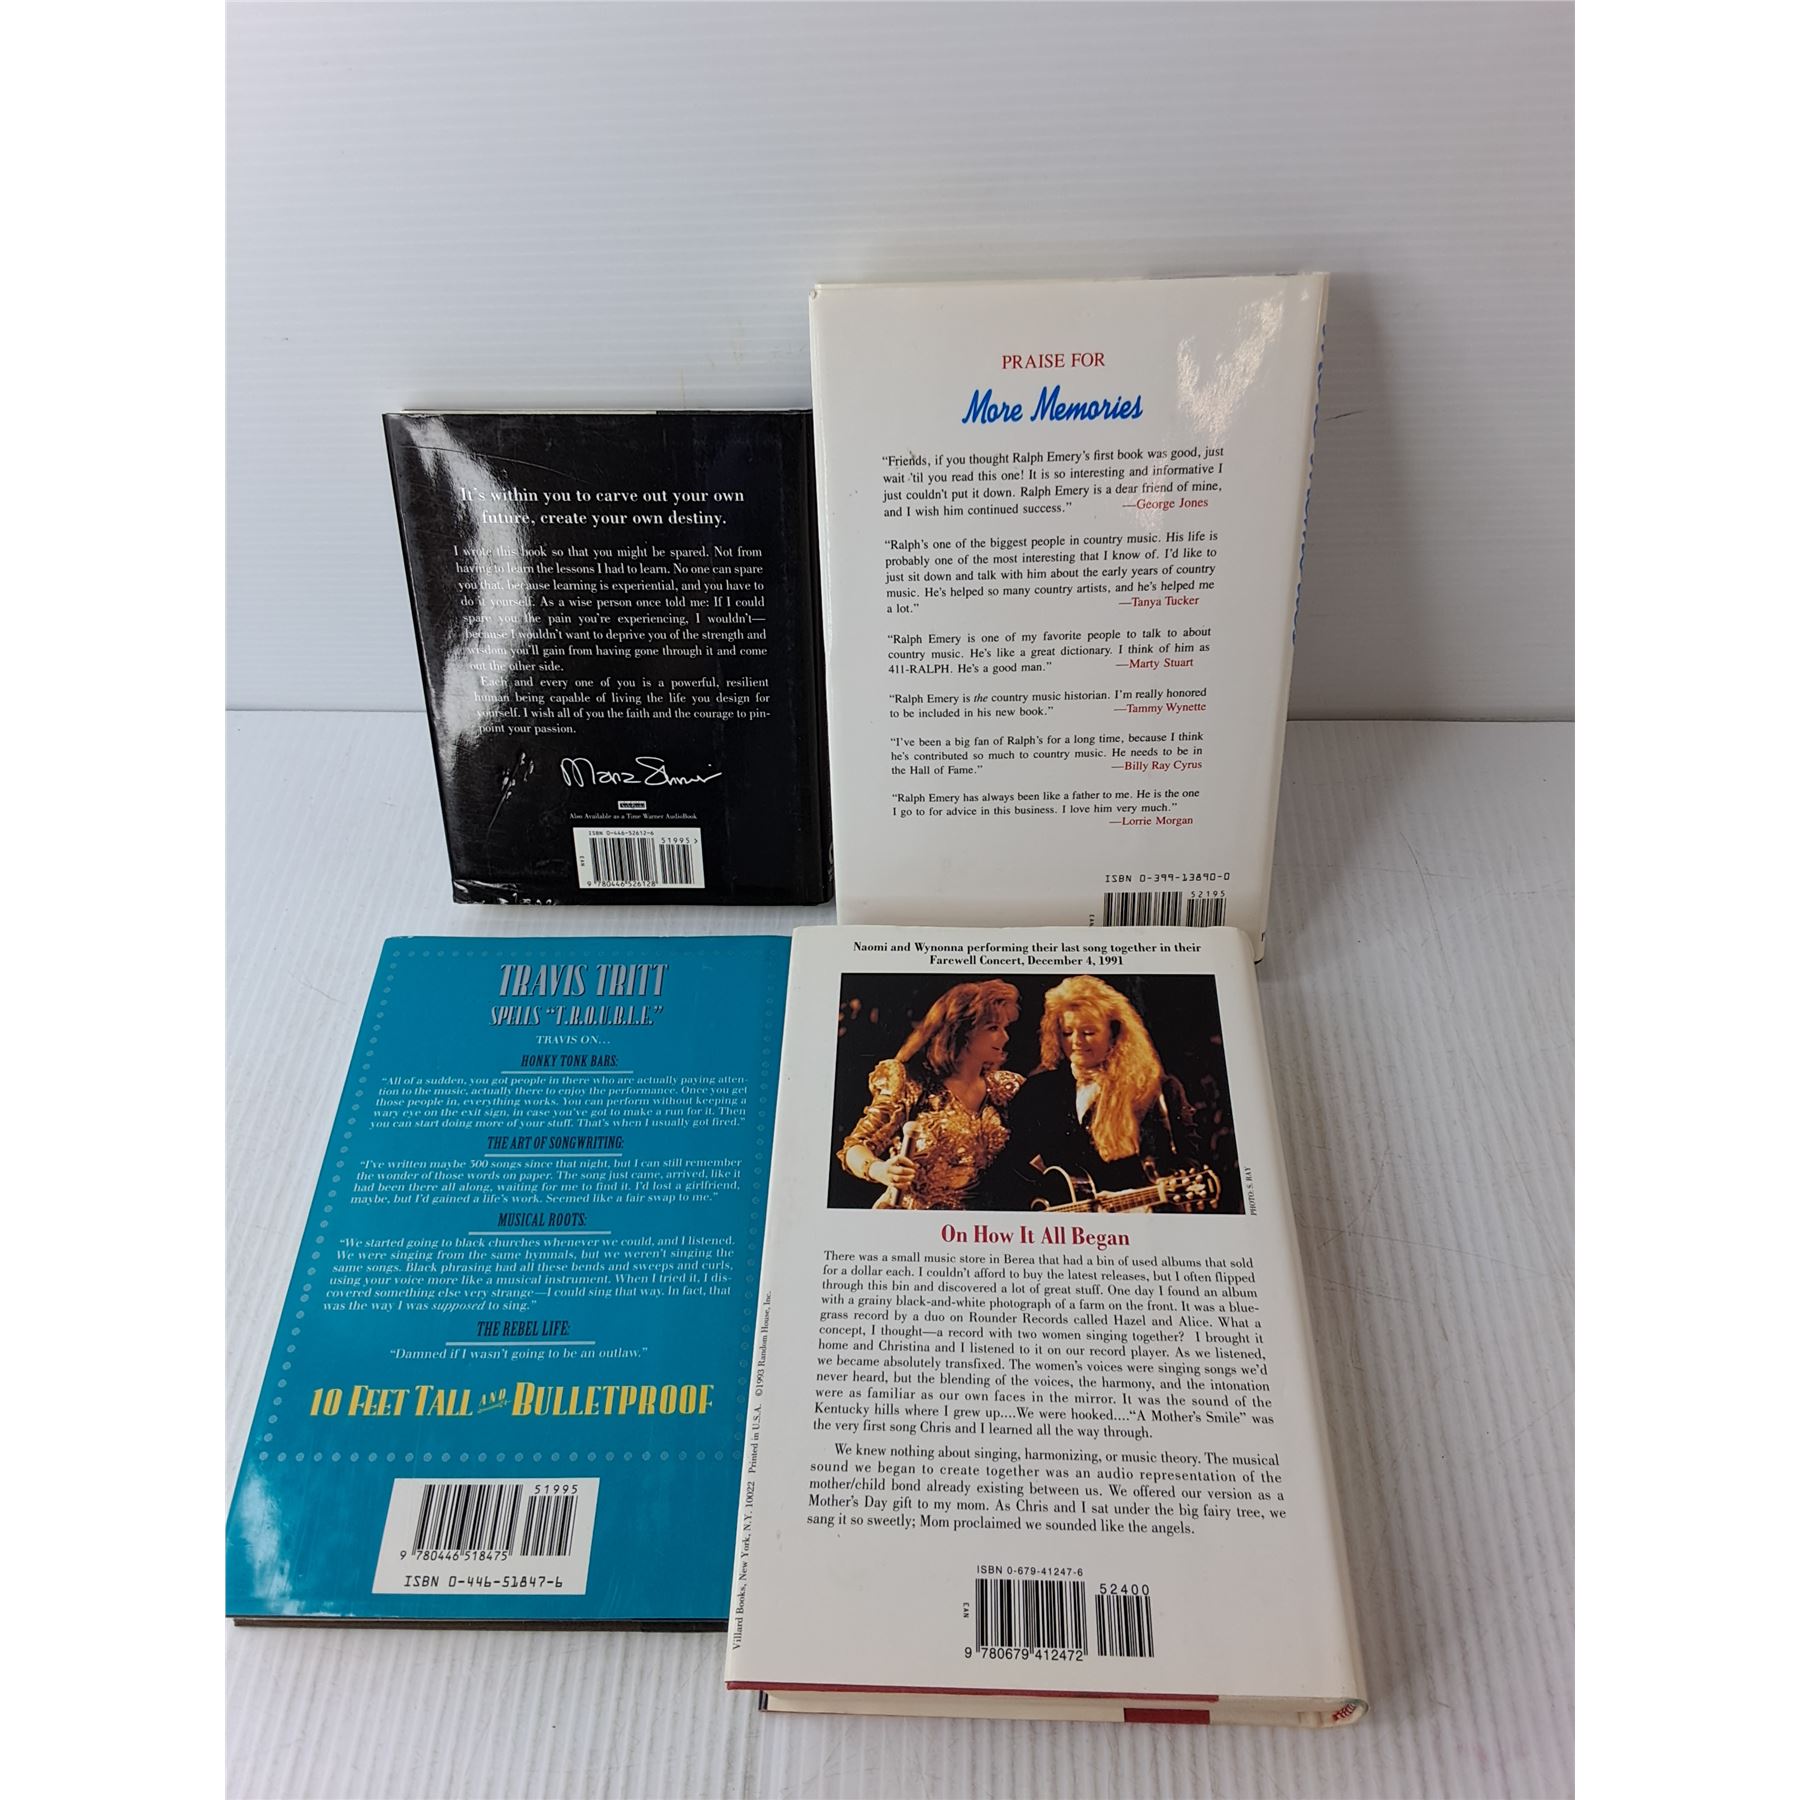 It's within you to carve out your own
future, create your own destiny.
I wrote this book so that you might be spared. Not from
having to learn the lessons I had to learn. No one can spare
you that, because learning is experiential, and you have to
do it yourself. As a wise person once told me: If I could
spare you the pain you're experiencing, I wouldn't—
because I wouldn't want to deprive you of the strength and
wisdom you'll gain from having gone through it and come
out the other side.
Each and every one of you is a powerful, resilient
human being capable of living the life you design for
yourself. I wish all of you the faith and the courage to pin-
point your passion.
Maria Shriver
Also Available as a Time Warner AudioBook
ISBN 0-446-52612-6
51995>
EAN
9 780446 526128
PRAISE FOR
More Memories
“Friends, if you thought Ralph Emery's first book was good, just
wait 'til you read this one! It is so interesting and informative I
just couldn't put it down. Ralph Emery is a dear friend of mine,
and I wish him continued success.” —George Jones
“Ralph's one of the biggest people in country music. His life is
probably one of the most interesting that I know of. I'd like to
just sit down and talk with him about the early years of country
music. He's helped so many country artists, and he's helped me
a lot.” —Tanya Tucker
“Ralph Emery is one of my favorite people to talk to about
country music. He's like a great dictionary. I think of him as
411-RALPH. He's a good man.” —Marty Stuart
“Ralph Emery is the country music historian. I'm really honored
to be included in his new book.” —Tammy Wynette
“I've been a big fan of Ralph's for a long time, because I think
he's contributed so much to country music. He needs to be in
the Hall of Fame.” —Billy Ray Cyrus
“Ralph Emery has always been like a father to me. He is the one
I go to for advice in this business. I love him very much.”
—Lorrie Morgan
ISBN 0-399-13890-0
52195
EAN
TRAVIS TRITT
SPELLS “T.R.O.U.B.L.E.”
TRAVIS ON...
HONKY TONK BARS:
“All of a sudden, you got people in there who are actually paying atten-
tion to the music, actually there to enjoy the performance. Once you get
those people in, everything works. You can perform without keeping a
wary eye on the exit sign, in case you've got to make a run for it. Then
you can start doing more of your stuff. That's when I usually got fired.”
THE ART OF SONGWRITING:
“I've written maybe 300 songs since that night, but I can still remember
the wonder of those words on paper. The song just came, arrived, like it
had been there all along, waiting for me to find it. I'd lost a girlfriend,
maybe, but I'd gained a life's work. Seemed like a fair swap to me.”
MUSICAL ROOTS:
“We started going to black churches whenever we could, and I listened.
We were singing from the same hymnals, but we weren't singing the
same songs. Black phrasing had all these bends and sweeps and curls,
using your voice more like a musical instrument. When I tried it, I dis-
covered something else very strange—I could sing that way. In fact, that
was the way I was supposed to sing.”
THE REBEL LIFE:
“Damned if I wasn't going to be an outlaw.”
10 FEET TALL AND BULLETPROOF
51995
9 780446 518475
ISBN 0-446-51847-6
Naomi and Wynonna performing their last song together in their
Farewell Concert, December 4, 1991
PHOTO: S. RAY
On How It All Began
There was a small music store in Berea that had a bin of used albums that sold
for a dollar each. I couldn't afford to buy the latest releases, but I often flipped
through this bin and discovered a lot of great stuff. One day I found an album
with a grainy black-and-white photograph of a farm on the front. It was a blue-
grass record by a duo on Rounder Records called Hazel and Alice. What a
concept, I thought—a record with two women singing together? I brought it
home and Christina and I listened to it on our record player. As we listened,
we became absolutely transfixed. The women's voices were singing songs we'd
never heard, but the blending of the voices, the harmony, and the intonation
were as familiar as our own faces in the mirror. It was the sound of the
Kentucky hills where I grew up....We were hooked....“A Mother's Smile” was
the very first song Chris and I learned all the way through.
We knew nothing about singing, harmonizing, or music theory. The musical
sound we began to create together was an audio representation of the
mother/child bond already existing between us. We offered our version as a
Mother's Day gift to my mom. As Chris and I sat under the big fairy tree, we
sang it so sweetly; Mom proclaimed we sounded like the angels.
Villard Books, New York, N.Y. 10022 Printed in U.S.A. ©1993 Random House, Inc.
ISBN 0-679-41247-6
52400
EAN
9 780679 412472